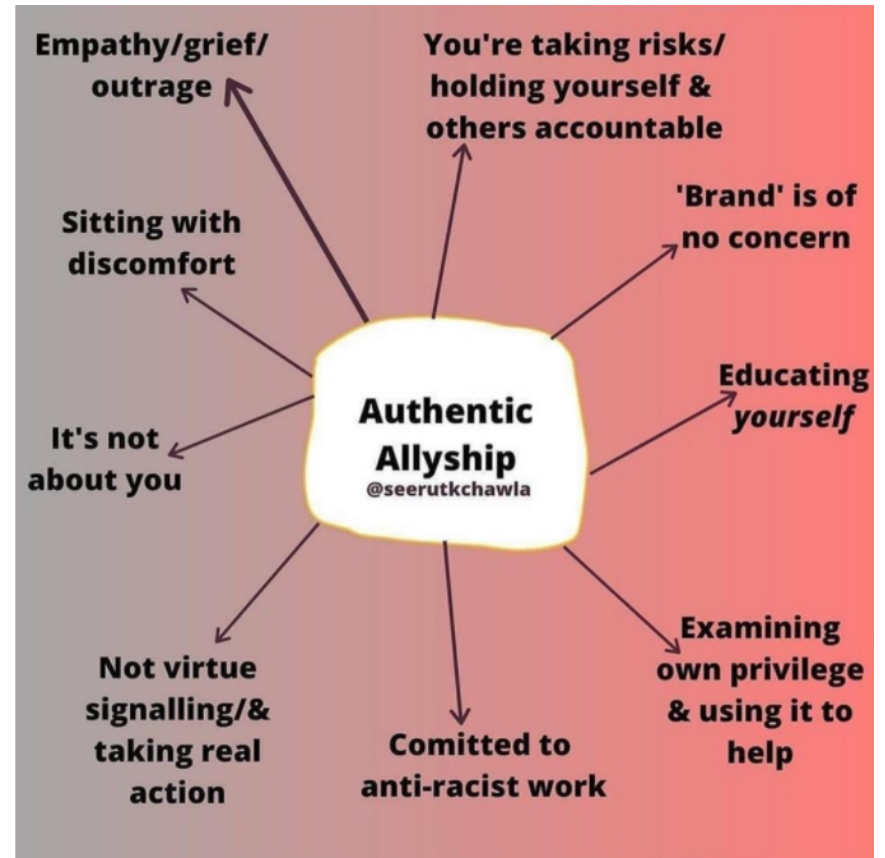 Empathy/grief/
outrage
You're taking risks/
holding yourself &
others accountable
'Brand' is of
no concern
Sitting with
discomfort
Educating
yourself
Authentic
Allyship
@seerutkchawla
It's not
about you
Examining
own privilege
& using it to
help
Not virtue
signalling/&
taking real
action
Comitted to
anti-racist work